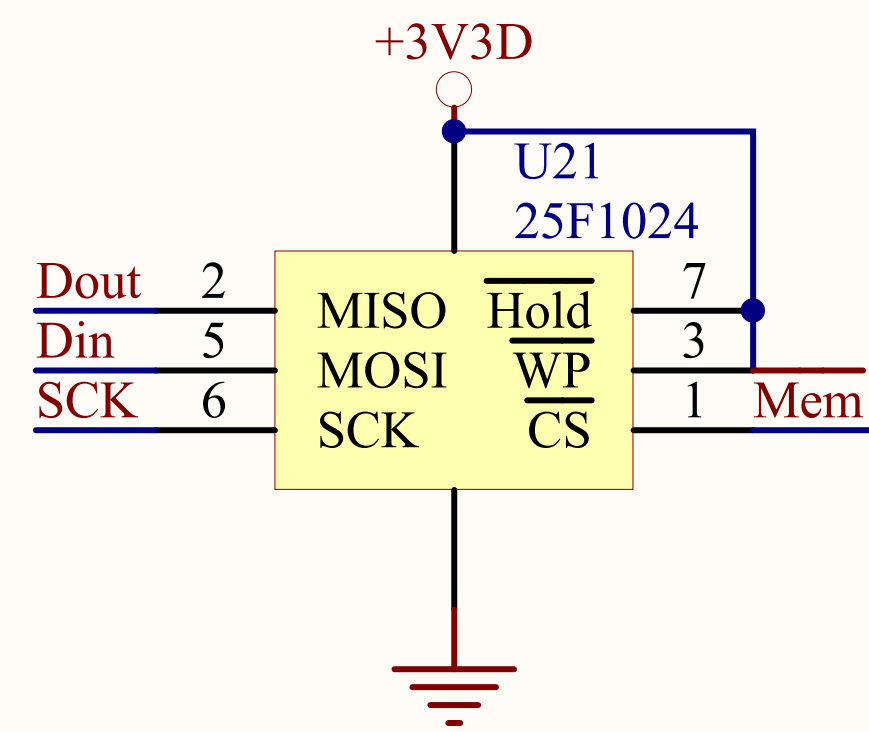 +3V3D
U21
25F1024
Dout 2 MISO Hold 7
Din 5 MOSI WP 3
SCK 6 SCK CS 1 Mem